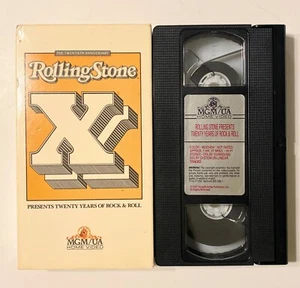 THE TWENTIETH ANNIVERSARY
RollingStone
XX
PRESENTS TWENTY YEARS OF ROCK & ROLL
MGM/UA
HOME VIDEO
MGM/UA
HOME VIDEO
ROLLING STONE PRESENTS
TWENTY YEARS OF ROCK & ROLL